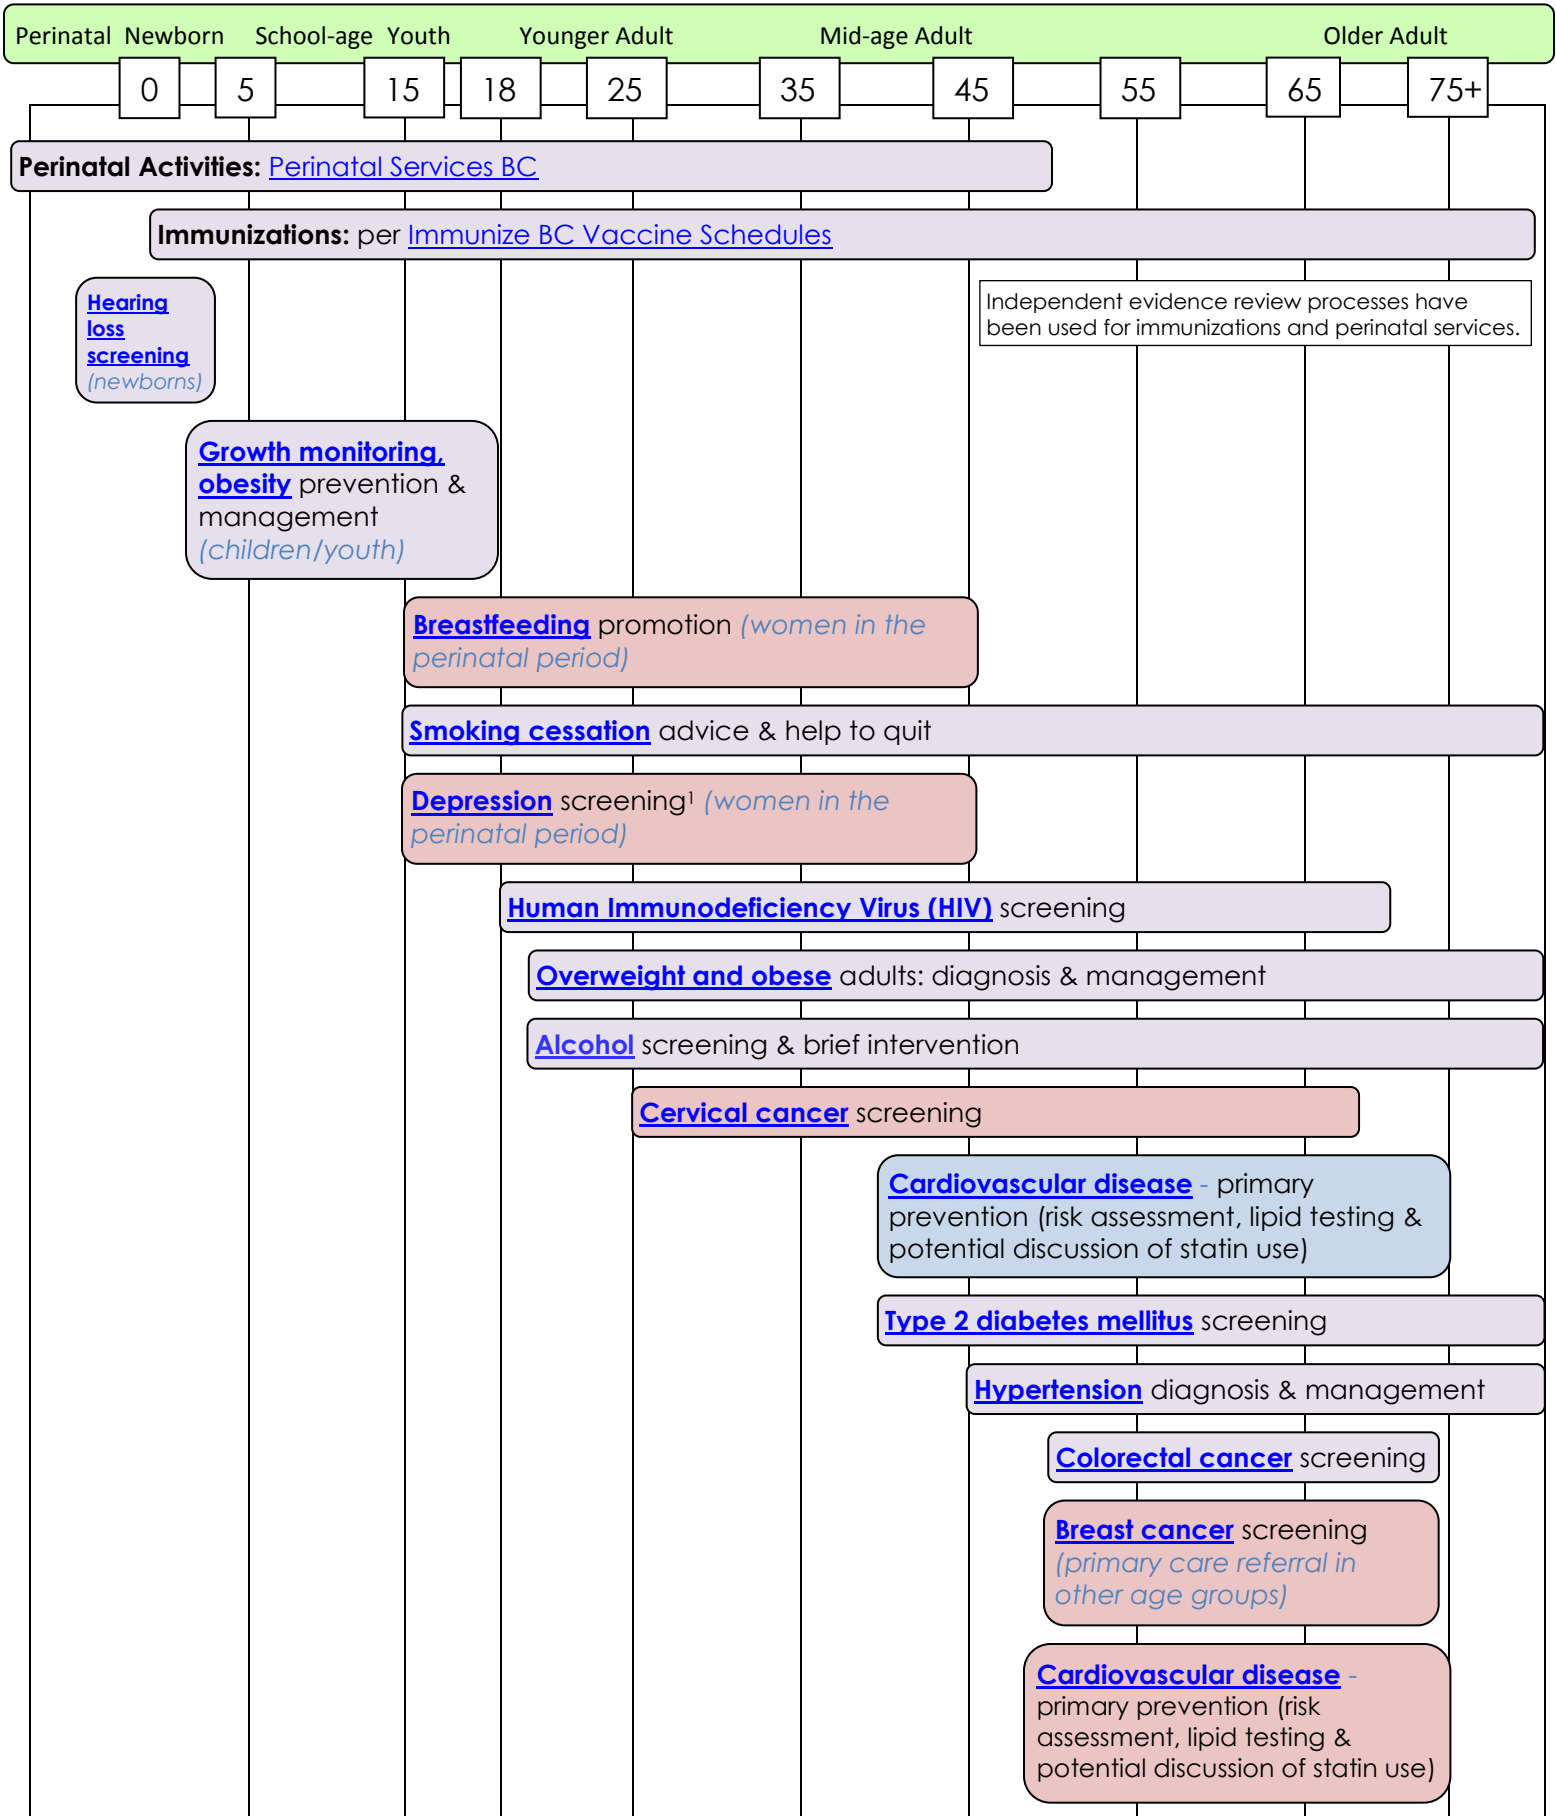 Perinatal Newborn School-age Youth Younger Adult Mid-age Adult Older Adult
0 5 15 18 25 35 45 55 65 75+
Perinatal Activities: Perinatal Services BC
Immunizations: per Immunize BC Vaccine Schedules
Hearing
loss
screening
(newborns)
Independent evidence review processes have
been used for immunizations and perinatal services.
Growth monitoring,
obesity prevention &
management
(children/youth)
Breastfeeding promotion (women in the
perinatal period)
Smoking cessation advice & help to quit
Depression screening¹ (women in the
perinatal period)
Human Immunodeficiency Virus (HIV) screening
Overweight and obese adults: diagnosis & management
Alcohol screening & brief intervention
Cervical cancer screening
Cardiovascular disease - primary
prevention (risk assessment, lipid testing &
potential discussion of statin use)
Type 2 diabetes mellitus screening
Hypertension diagnosis & management
Colorectal cancer screening
Breast cancer screening
(primary care referral in
other age groups)
Cardiovascular disease -
primary prevention (risk
assessment, lipid testing &
potential discussion of statin use)